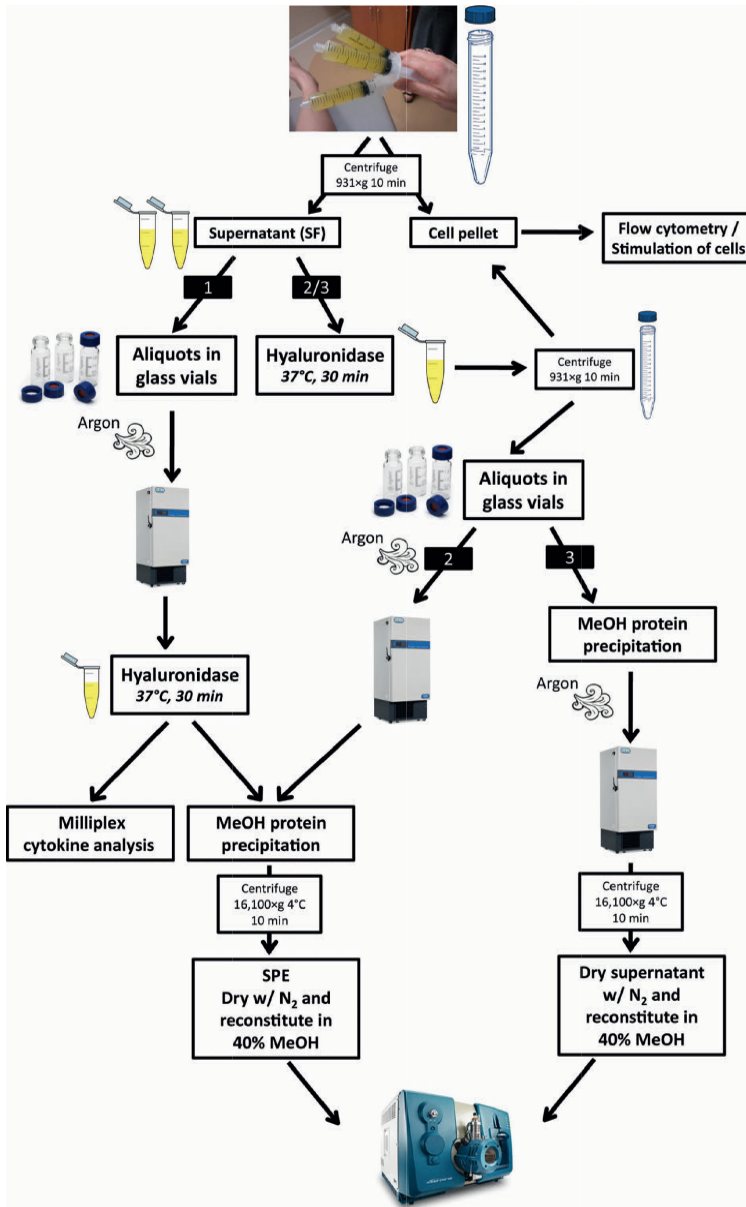 Centrifuge
931×g 10 min
Supernatant (SF)
Cell pellet
Flow cytometry /
Stimulation of cells
1
2/3
Aliquots in
glass vials
Hyaluronidase
37°C, 30 min
Centrifuge
931×g 10 min
Argon
Aliquots in
glass vials
Argon
2
3
MeOH protein
precipitation
Hyaluronidase
37°C, 30 min
Argon
Milliplex
cytokine analysis
MeOH protein
precipitation
Centrifuge
16,100×g 4°C
10 min
Centrifuge
16,100×g 4°C
10 min
SPE
Dry w/ N₂ and
reconstitute in
40% MeOH
Dry supernatant
w/ N₂ and
reconstitute in
40% MeOH